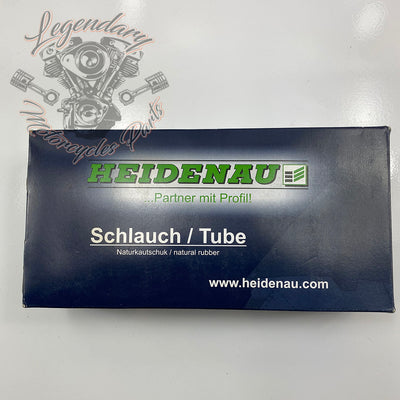 Legendary
Motorcycles Parts
HEIDENAU
...Partner mit Profil!
Schlauch / Tube
Naturkautschuk / natural rubber
www.heidenau.com